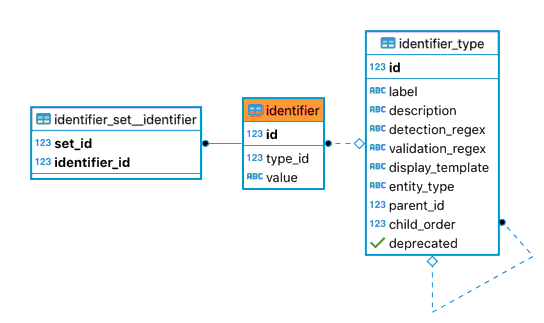 identifier_set__identifier
123 set_id
123 identifier_id
identifier
123 id
123 type_id
ABC value
identifier_type
123 id
ABC label
ABC description
ABC detection_regex
ABC validation_regex
ABC display_template
ABC entity_type
123 parent_id
123 child_order
deprecated